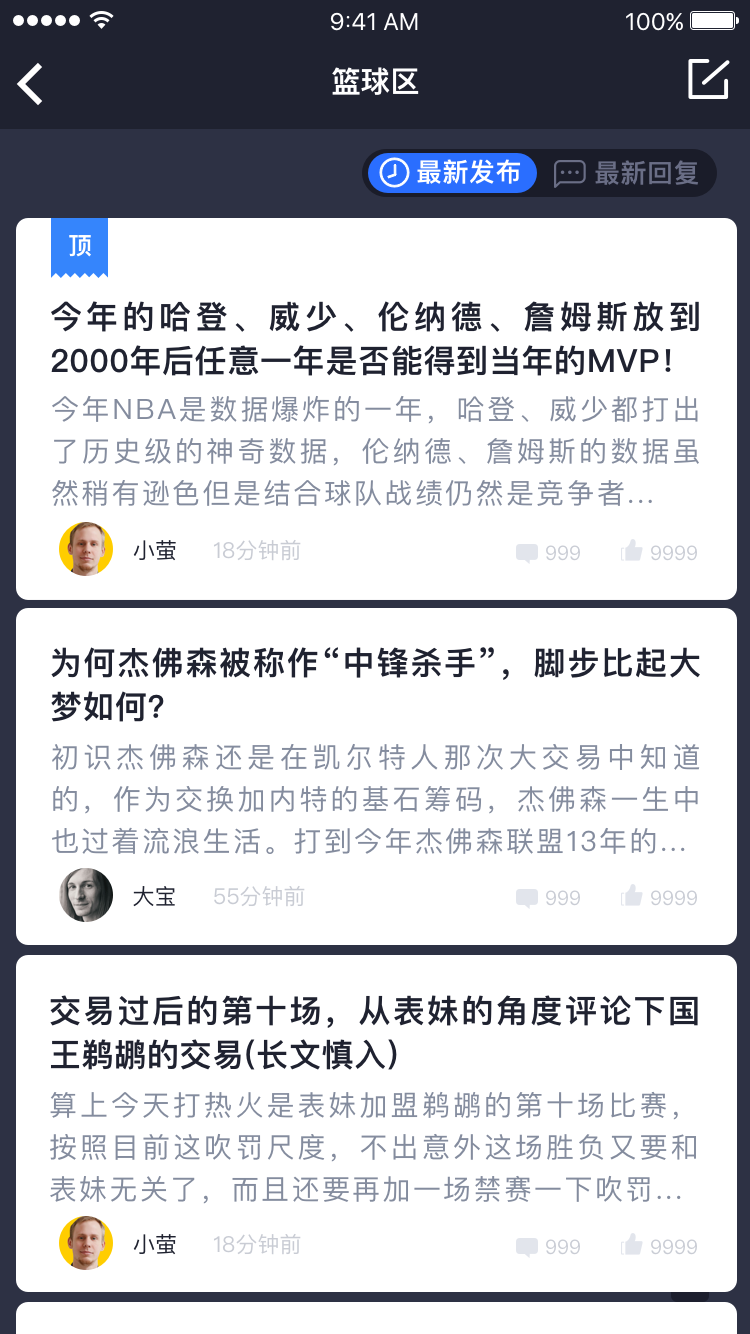 9:41 AM 100%
篮球区
最新发布 最新回复
顶
今年的哈登、威少、伦纳德、詹姆斯放到
2000年后任意一年是否能得到当年的MVP！
今年NBA是数据爆炸的一年，哈登、威少都打出
了历史级的神奇数据，伦纳德、詹姆斯的数据虽
然稍有逊色但是结合球队战绩仍然是竞争者...
小萤 18分钟前 999 9999
为何杰佛森被称作“中锋杀手”，脚步比起大
梦如何？
初识杰佛森还是在凯尔特人那次大交易中知道
的，作为交换加内特的基石筹码，杰佛森一生中
也过着流浪生活。打到今年杰佛森联盟13年的...
大宝 55分钟前 999 9999
交易过后的第十场，从表妹的角度评论下国
王鹈鹕的交易(长文慎入)
算上今天打热火是表妹加盟鹈鹕的第十场比赛，
按照目前这吹罚尺度，不出意外这场胜负又要和
表妹无关了，而且还要再加一场禁赛一下吹罚...
小萤 18分钟前 999 9999